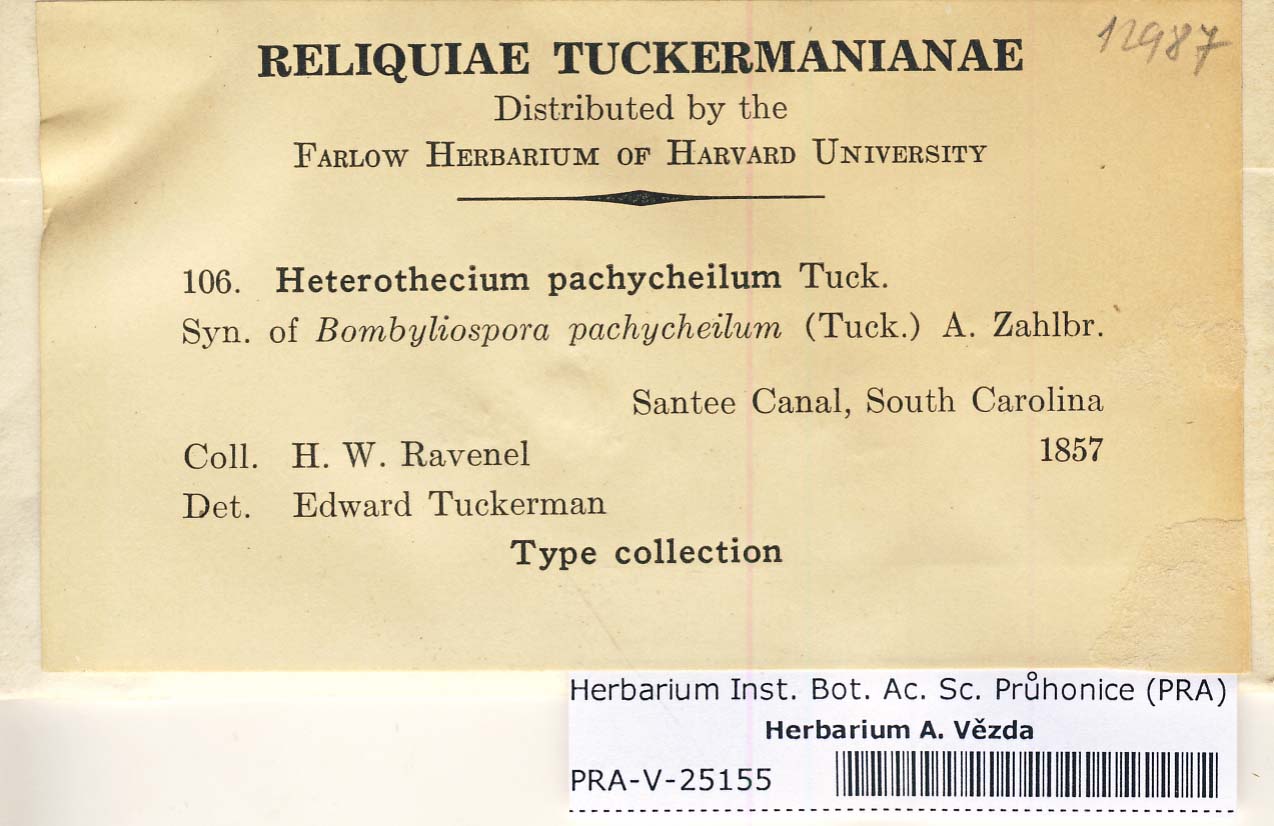 12987
RELIQUIAE TUCKERMANIANAE
Distributed by the
FARLOW HERBARIUM OF HARVARD UNIVERSITY
106. Heterothecium pachycheilum Tuck.
Syn. of Bombyliospora pachycheilum (Tuck.) A. Zahlbr.
Santee Canal, South Carolina
Coll. H. W. Ravenel 1857
Det. Edward Tuckerman
Type collection
Herbarium Inst. Bot. Ac. Sc. Průhonice (PRA)
Herbarium A. Vězda
PRA-V-25155